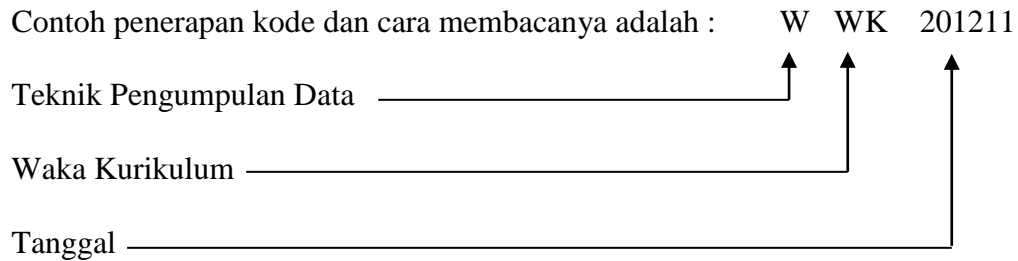 Contoh penerapan kode dan cara membacanya adalah : W WK 201211
Teknik Pengumpulan Data
Waka Kurikulum
Tanggal